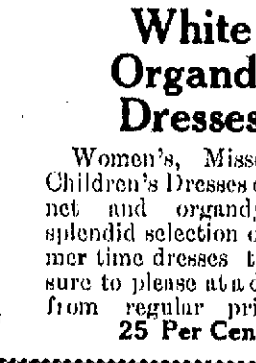 White
Organd
Dresses
Women's, Miss
Children's Dresses
net and organd
splendid selection
mer time dresses t
sure to please at a d
from regular pri
25 Per Cen